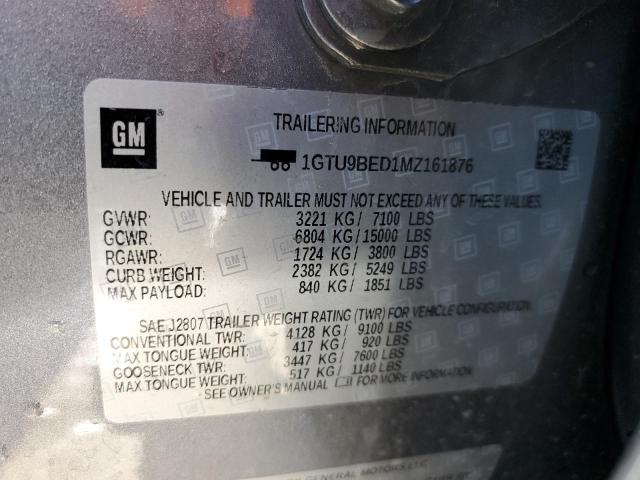 GM
TRAILERING INFORMATION
1GTU9BED1MZ161876
VEHICLE AND TRAILER MUST NOT EXCEED ANY OF THESE VALUES.
GVWR: 3221 KG/ 7100 LBS
GCWR: 6804 KG/15000 LBS
RGAWR: 1724 KG/ 3800 LBS
CURB WEIGHT: 2382 KG/ 5249 LBS
MAX PAYLOAD: 840 KG/ 1851 LBS
SAE J2807 TRAILER WEIGHT RATING (TWR) FOR VEHICLE CONFIGURATION.
CONVENTIONAL TWR: 4128 KG/ 9100 LBS
MAX TONGUE WEIGHT: 417 KG/ 920 LBS
GOOSENECK TWR: 3447 KG/ 7600 LBS
MAX TONGUE WEIGHT: 517 KG/ 1140 LBS
SEE OWNER'S MANUAL FOR MORE INFORMATION.
GENERAL MOTORS LLC